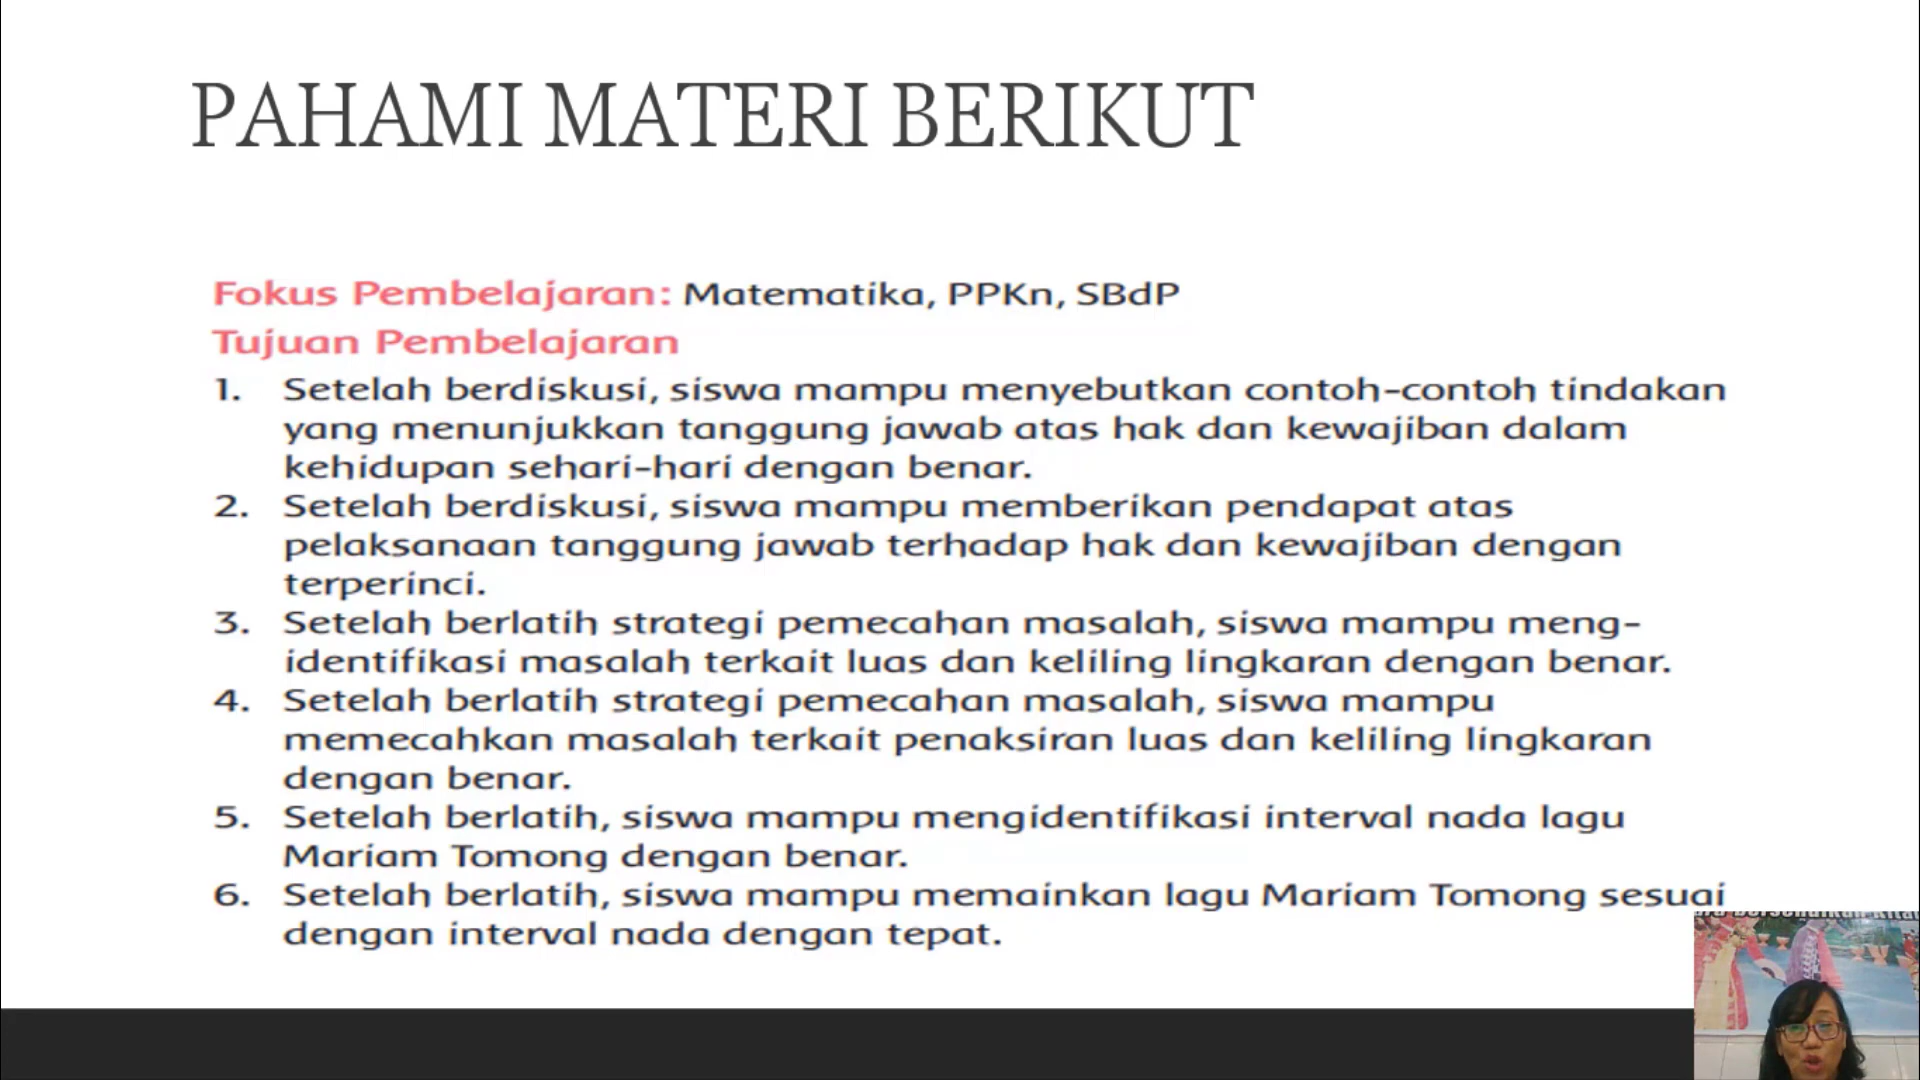 PAHAMI MATERI BERIKUT
Fokus Pembelajaran: Matematika, PPKn, SBdP
Tujuan Pembelajaran
1. Setelah berdiskusi, siswa mampu menyebutkan contoh-contoh tindakan
yang menunjukkan tanggung jawab atas hak dan kewajiban dalam
kehidupan sehari-hari dengan benar.
2. Setelah berdiskusi, siswa mampu memberikan pendapat atas
pelaksanaan tanggung jawab terhadap hak dan kewajiban dengan
terperinci.
3. Setelah berlatih strategi pemecahan masalah, siswa mampu meng-
identifikasi masalah terkait luas dan keliling lingkaran dengan benar.
4. Setelah berlatih strategi pemecahan masalah, siswa mampu
memecahkan masalah terkait penaksiran luas dan keliling lingkaran
dengan benar.
5. Setelah berlatih, siswa mampu mengidentifikasi interval nada lagu
Mariam Tomong dengan benar.
6. Setelah berlatih, siswa mampu memainkan lagu Mariam Tomong sesuai
dengan interval nada dengan tepat.